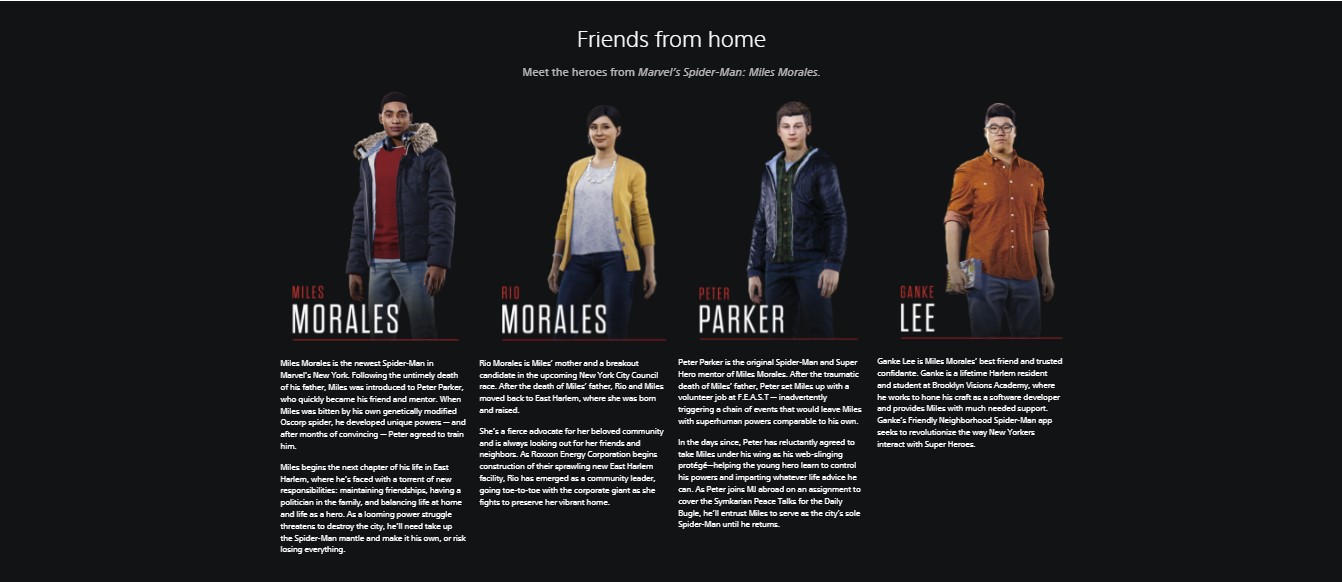 Friends from home
Meet the heroes from Marvel's Spider-Man: Miles Morales.
MILES
MORALES
Miles Morales is the newest Spider-Man in
Marvel's New York. Following the untimely death
of his father, Miles was introduced to Peter Parker,
who quickly became his friend and mentor. When
Miles was bitten by his own genetically modified
Oscorp spider, he developed unique powers — and
after months of convincing — Peter agreed to train
him.
Miles begins the next chapter of his life in East
Harlem, where he's faced with a torrent of new
responsibilities: maintaining friendships, having a
politician in the family, and balancing life at home
and life as a hero. As a looming power struggle
threatens to destroy the city, he'll need take up
the Spider-Man mantle and make it his own, or risk
losing everything.
RIO
MORALES
Rio Morales is Miles' mother and a breakout
candidate in the upcoming New York City Council
race. After the death of Miles' father, Rio and Miles
moved back to East Harlem, where she was born
and raised.
She's a fierce advocate for her beloved community
and is always looking out for her friends and
neighbors. As Roxxon Energy Corporation begins
construction of their sprawling new East Harlem
facility, Rio has emerged as a community leader,
going toe-to-toe with the corporate giant as she
fights to preserve her vibrant home.
PETER
PARKER
Peter Parker is the original Spider-Man and Super
Hero mentor of Miles Morales. After the traumatic
death of Miles' father, Peter set Miles up with a
volunteer job at F.E.A.S.T — inadvertently
triggering a chain of events that would leave Miles
with superhuman powers comparable to his own.
In the days since, Peter has reluctantly agreed to
take Miles under his wing as his web-slinging
protégé—helping the young hero learn to control
his powers and imparting whatever life advice he
can. As Peter joins MJ abroad on an assignment to
cover the Symkarian Peace Talks for the Daily
Bugle, he'll entrust Miles to serve as the city's sole
Spider-Man until he returns.
GANKE
LEE
Ganke Lee is Miles Morales' best friend and trusted
confidante. Ganke is a lifetime Harlem resident
and student at Brooklyn Visions Academy, where
he works to hone his craft as a software developer
and provides Miles with much needed support.
Ganke's Friendly Neighborhood Spider-Man app
seeks to revolutionize the way New Yorkers
interact with Super Heroes.